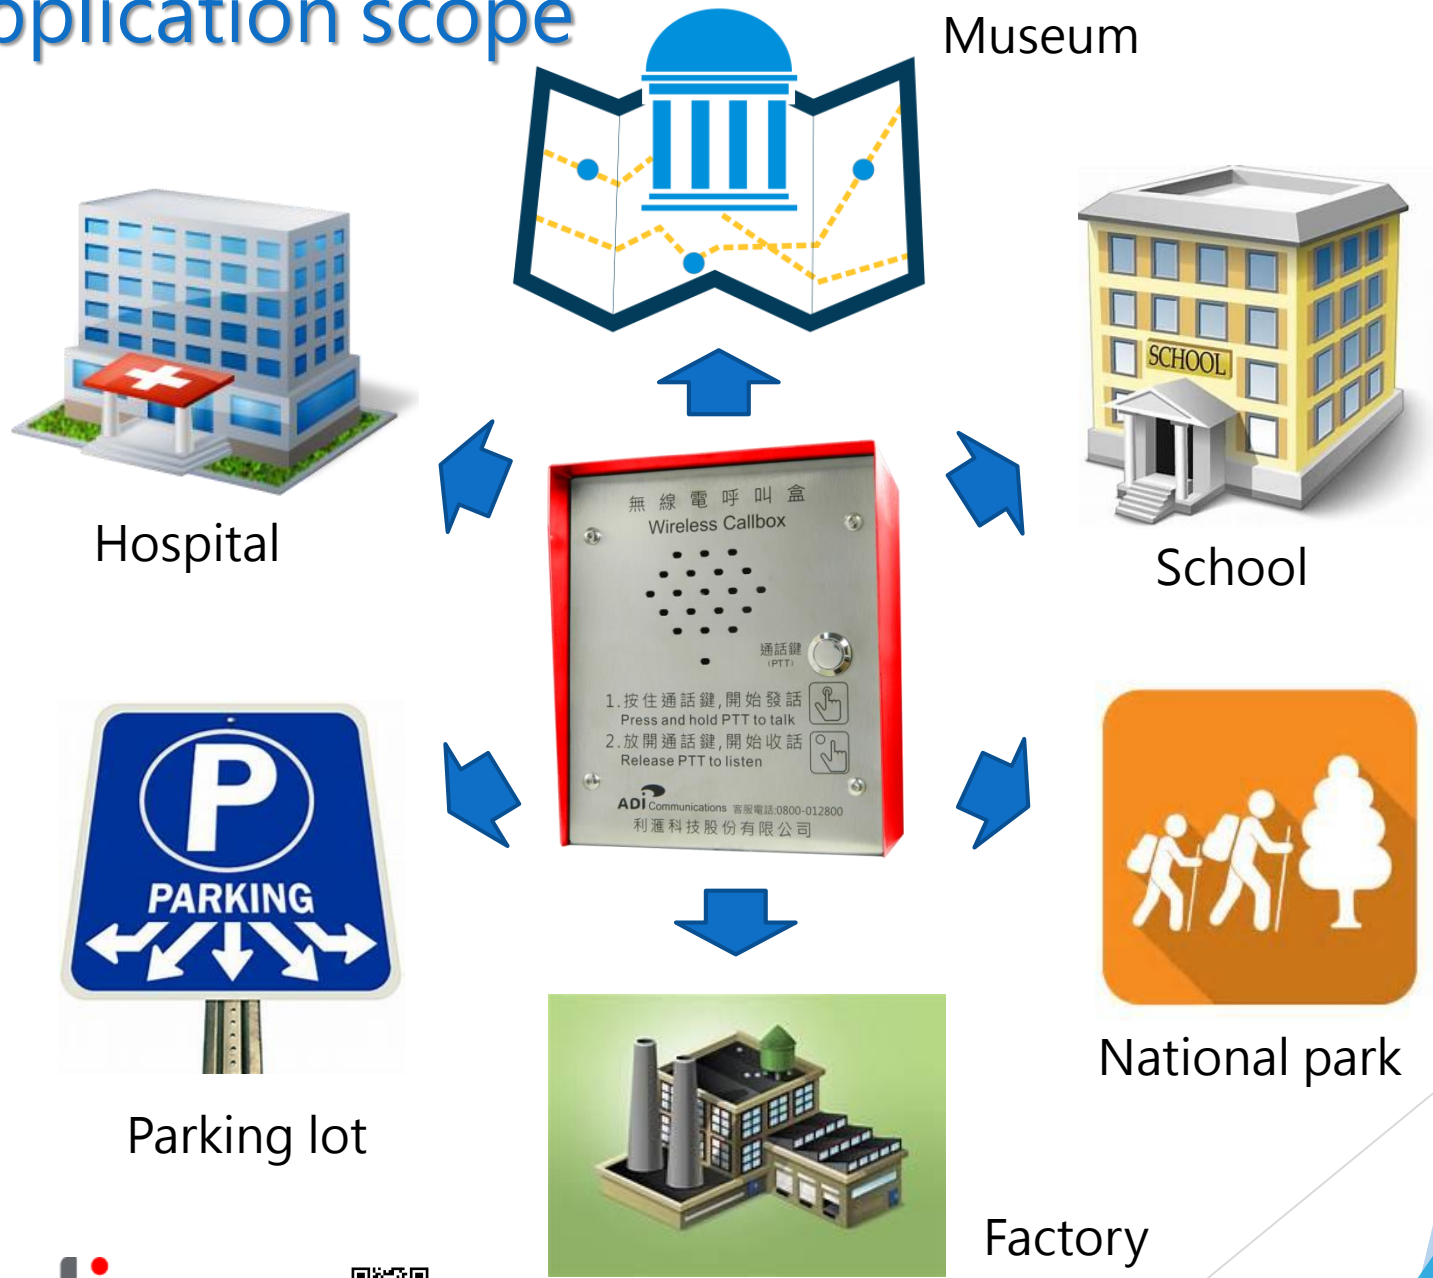 pplication scope
Museum
Hospital
SCHOOL
School
無線電呼叫盒
Wireless Callbox
通話鍵
(PTT)
1.按住通話鍵,開始發話
Press and hold PTT to talk
2.放開通話鍵,開始收話
Release PTT to listen
ADi Communications 客服電話:0800-012800
利滙科技股份有限公司
P
PARKING
Parking lot
National park
Factory